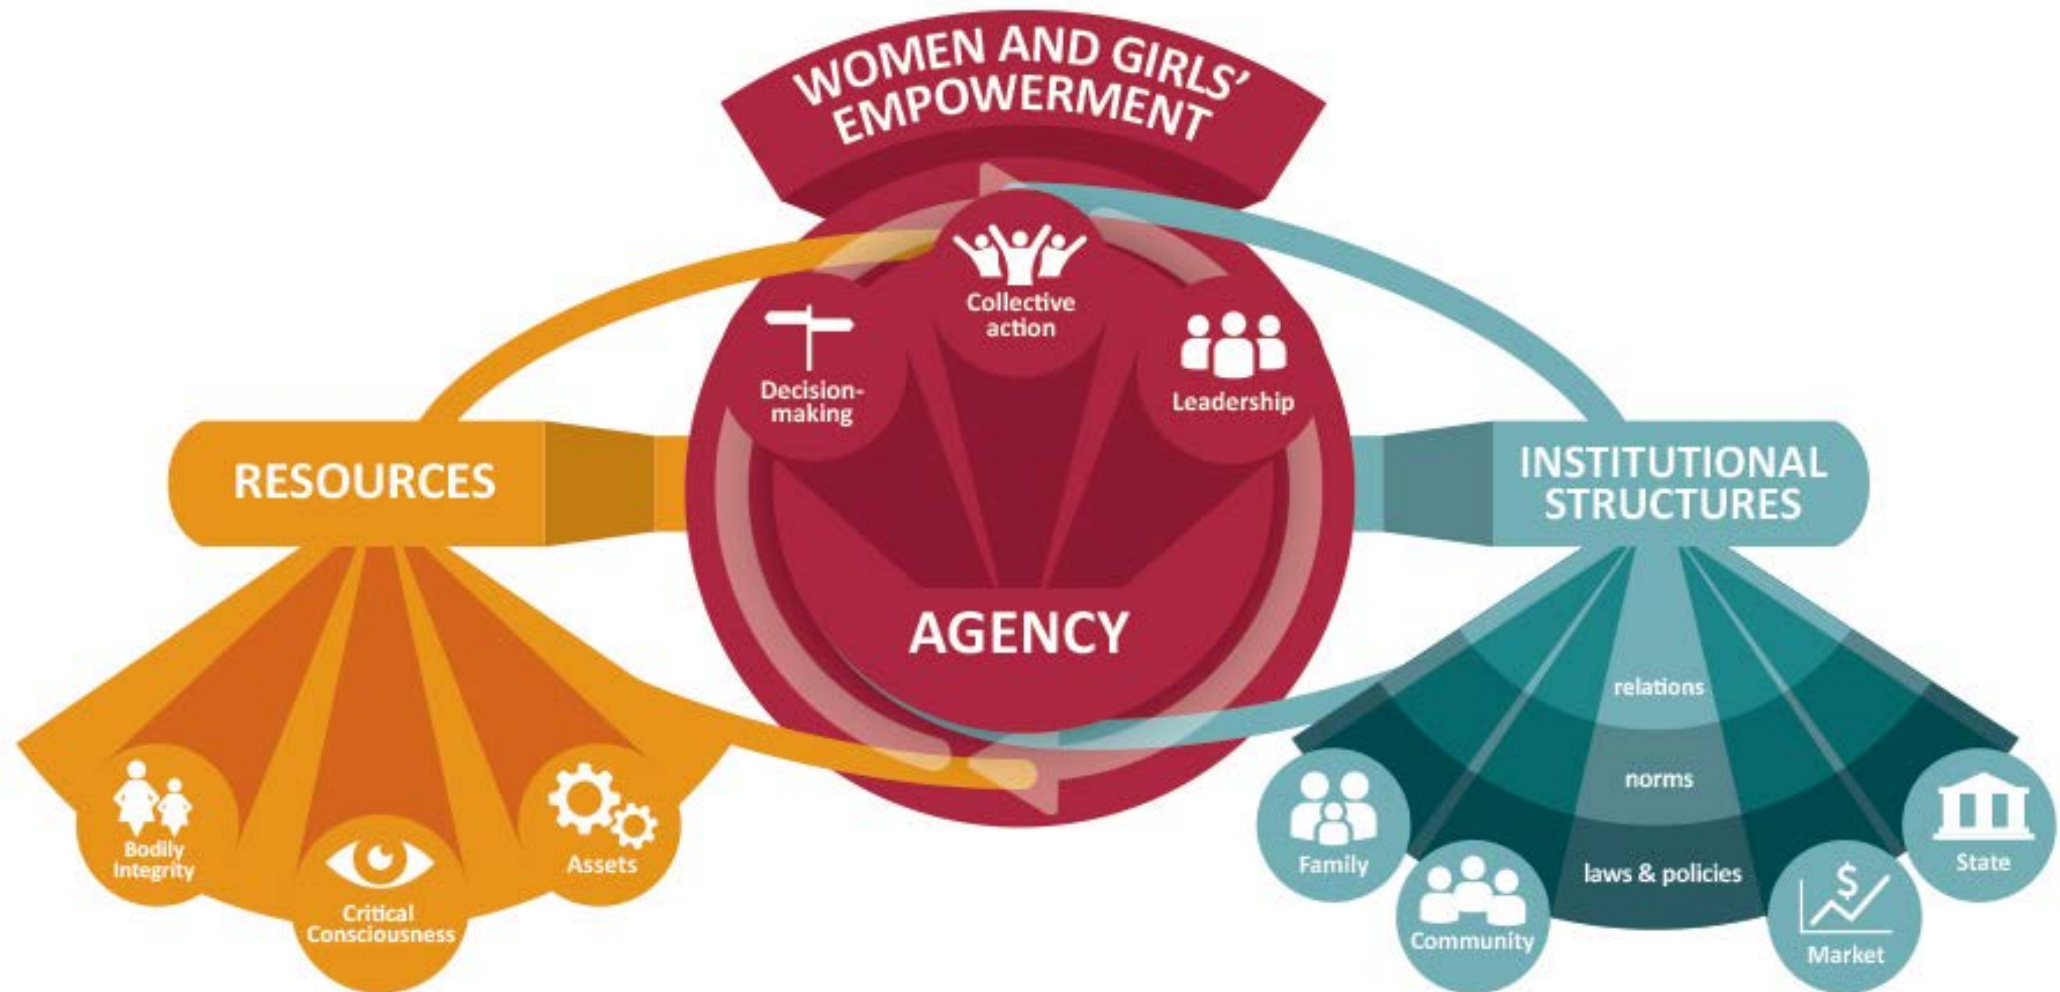 WOMEN AND GIRLS'
EMPOWERMENT
Collective
action
Decision-
making
Leadership
AGENCY
RESOURCES
Bodily
Integrity
Critical
Consciousness
Assets
INSTITUTIONAL
STRUCTURES
relations
norms
laws & policies
Family
Community
$
Market
State